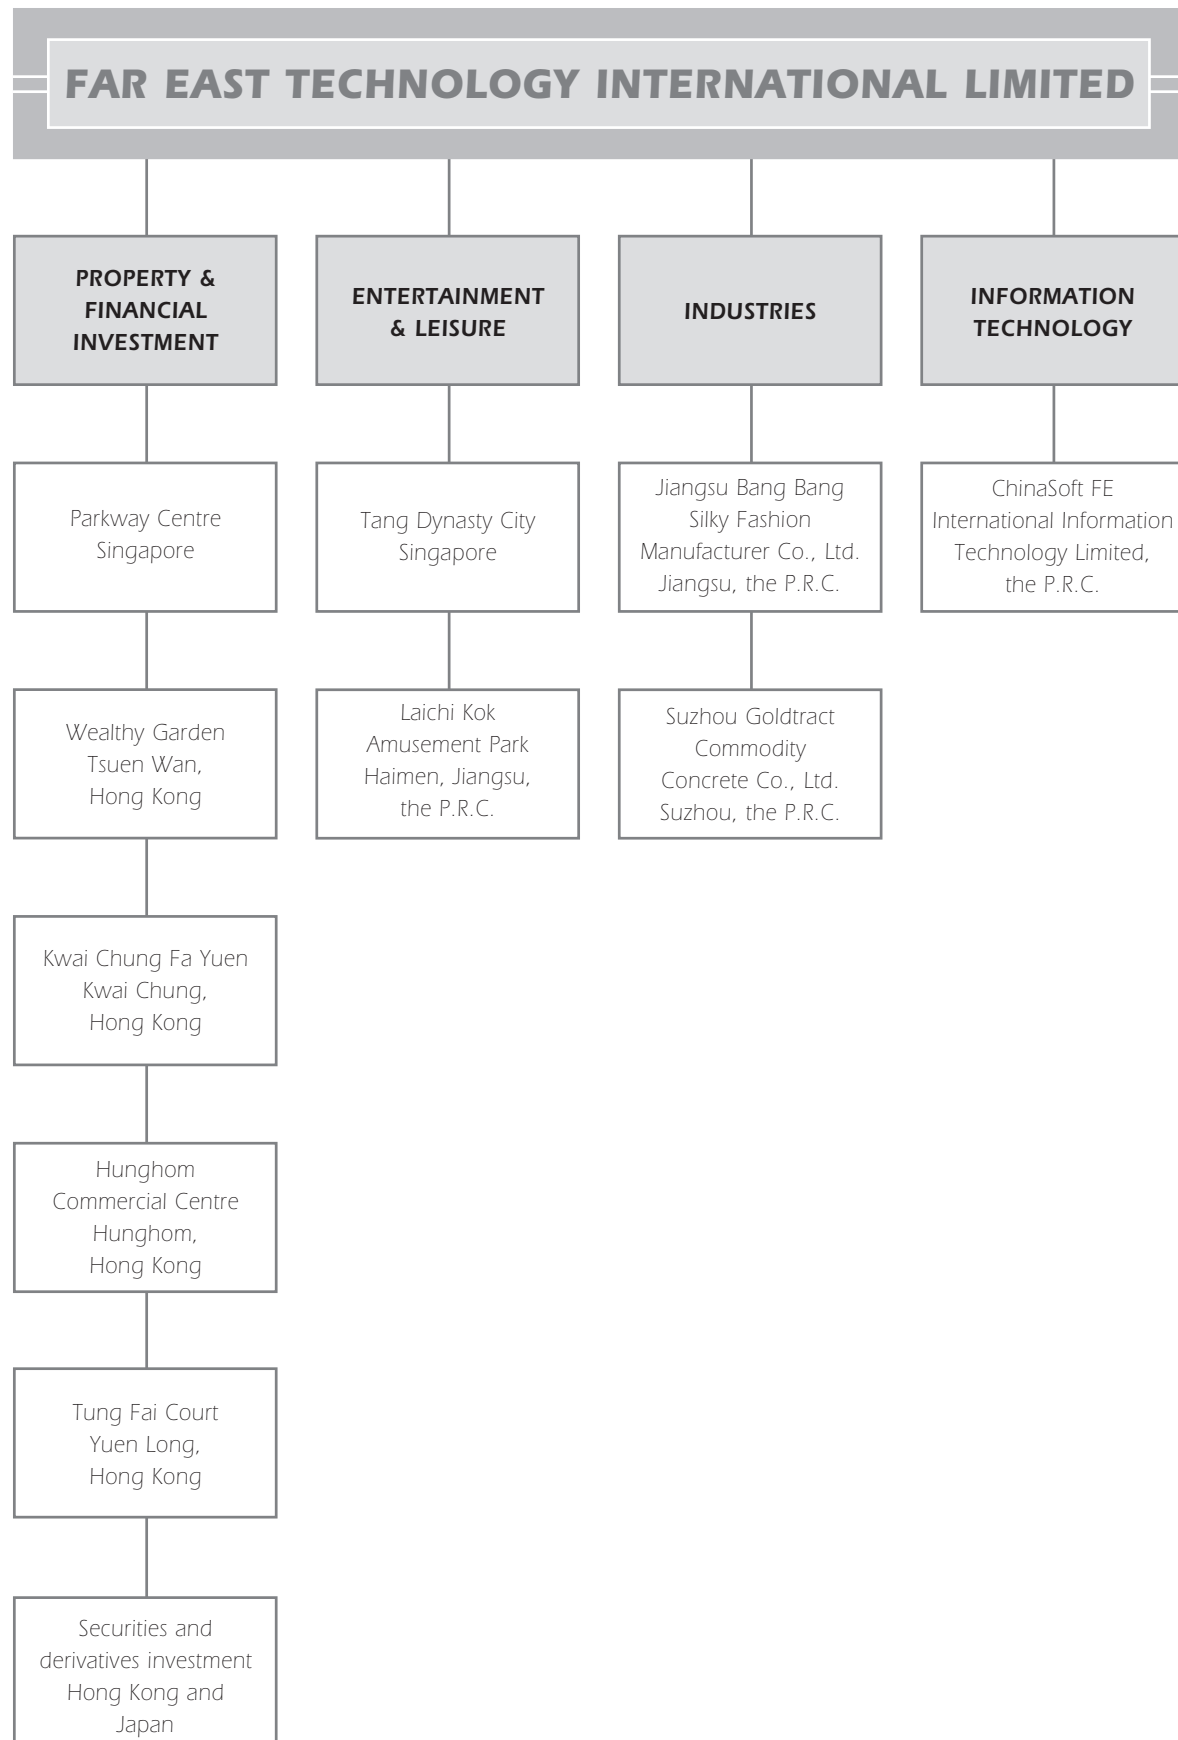 FAR EAST TECHNOLOGY INTERNATIONAL LIMITED
PROPERTY &
FINANCIAL
INVESTMENT
Parkway Centre
Singapore
Wealthy Garden
Tsuen Wan,
Hong Kong
Kwai Chung Fa Yuen
Kwai Chung,
Hong Kong
Hunghom
Commercial Centre
Hunghom,
Hong Kong
Tung Fai Court
Yuen Long,
Hong Kong
Securities and
derivatives investment
Hong Kong and
Japan
ENTERTAINMENT
& LEISURE
Tang Dynasty City
Singapore
Laichi Kok
Amusement Park
Haimen, Jiangsu,
the P.R.C.
INDUSTRIES
Jiangsu Bang Bang
Silky Fashion
Manufacturer Co., Ltd.
Jiangsu, the P.R.C.
Suzhou Goldtract
Commodity
Concrete Co., Ltd.
Suzhou, the P.R.C.
INFORMATION
TECHNOLOGY
ChinaSoft FE
International Information
Technology Limited,
the P.R.C.